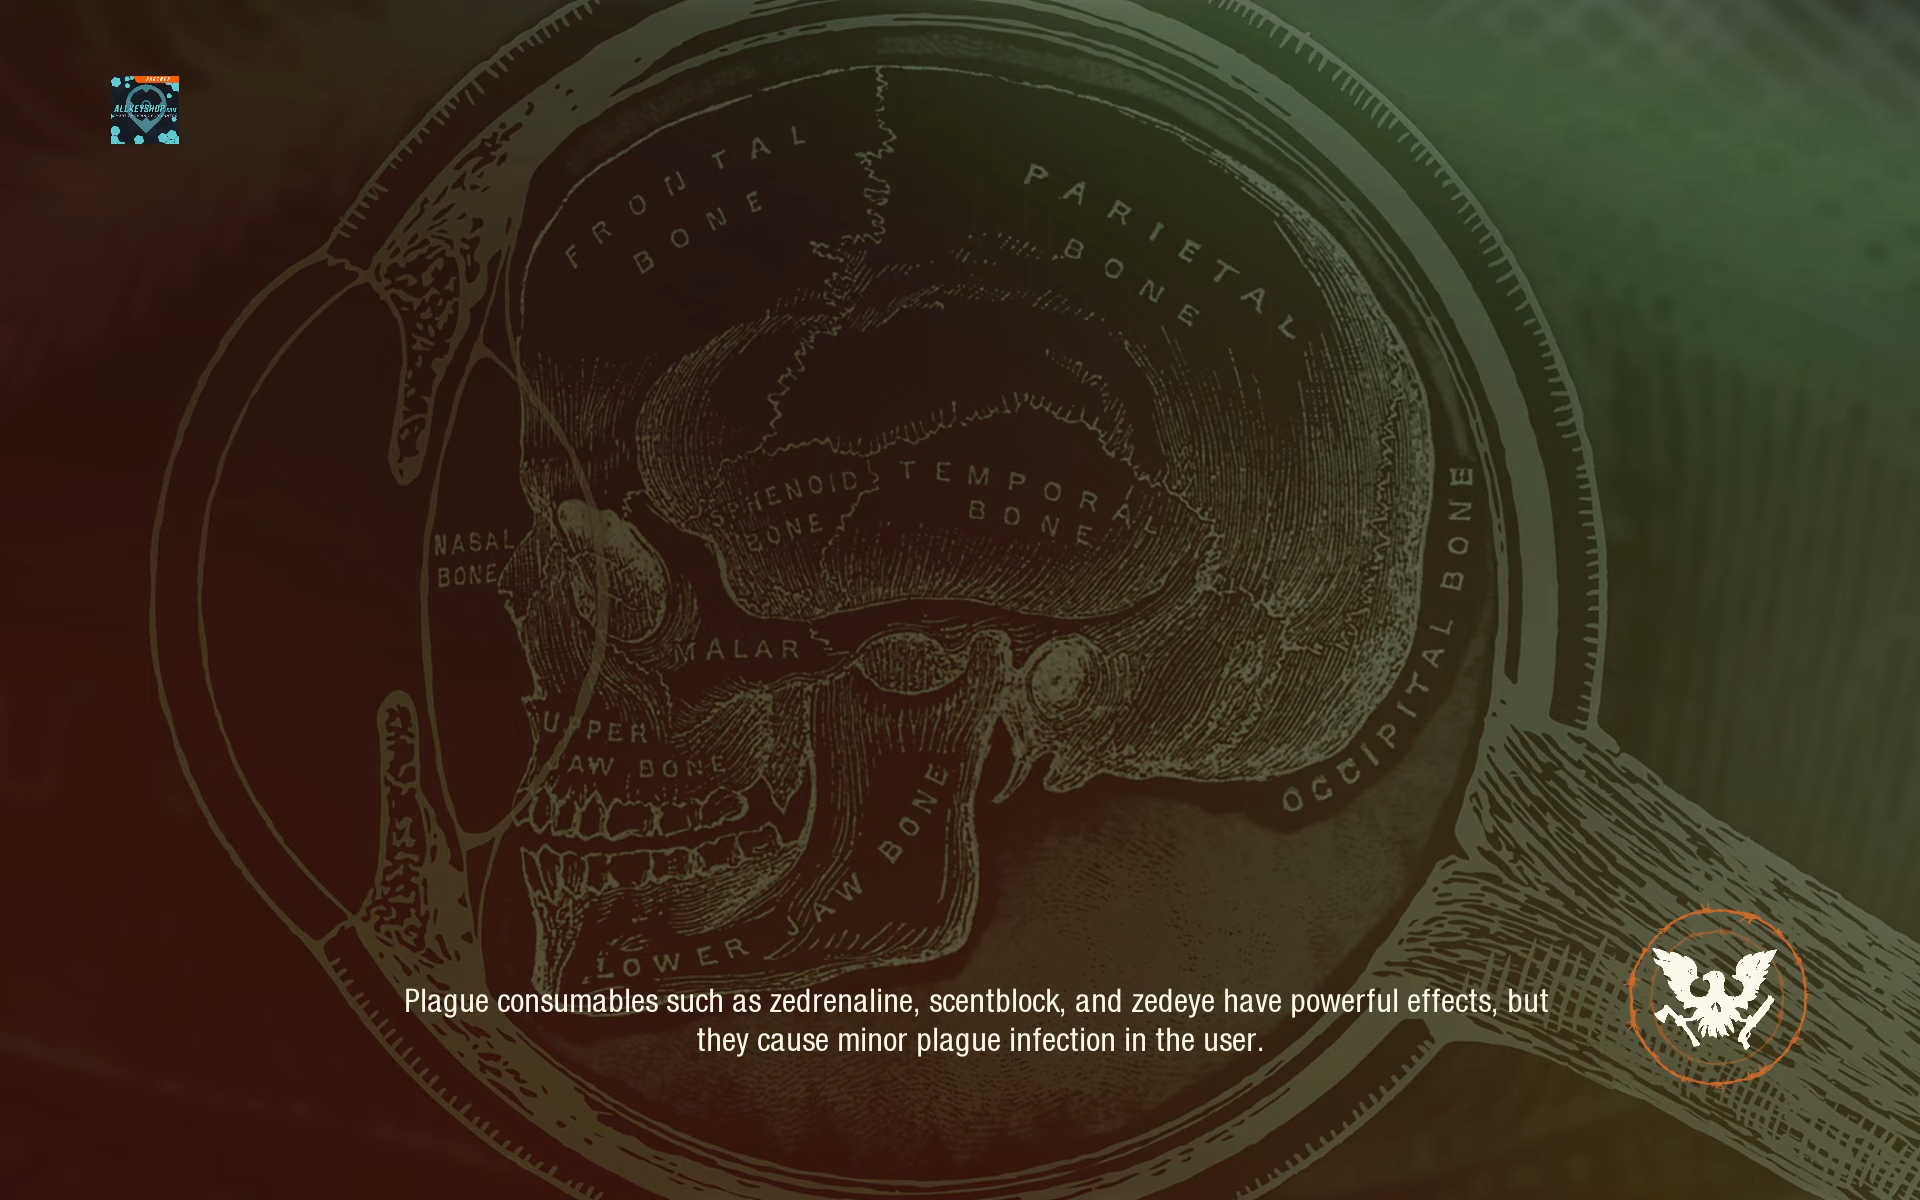 PARTNER
ALLKEYSHOP.COM
FRONTAL
BONE
PARIETAL
BONE
SPHENOID
BONE
TEMPORAL
BONE
OCCIPITAL BONE
NASAL
BONE
MALAR
UPPER
JAW BONE
LOWER JAW BONE
Plague consumables such as zedrenaline, scentblock, and zedeye have powerful effects, but
they cause minor plague infection in the user.